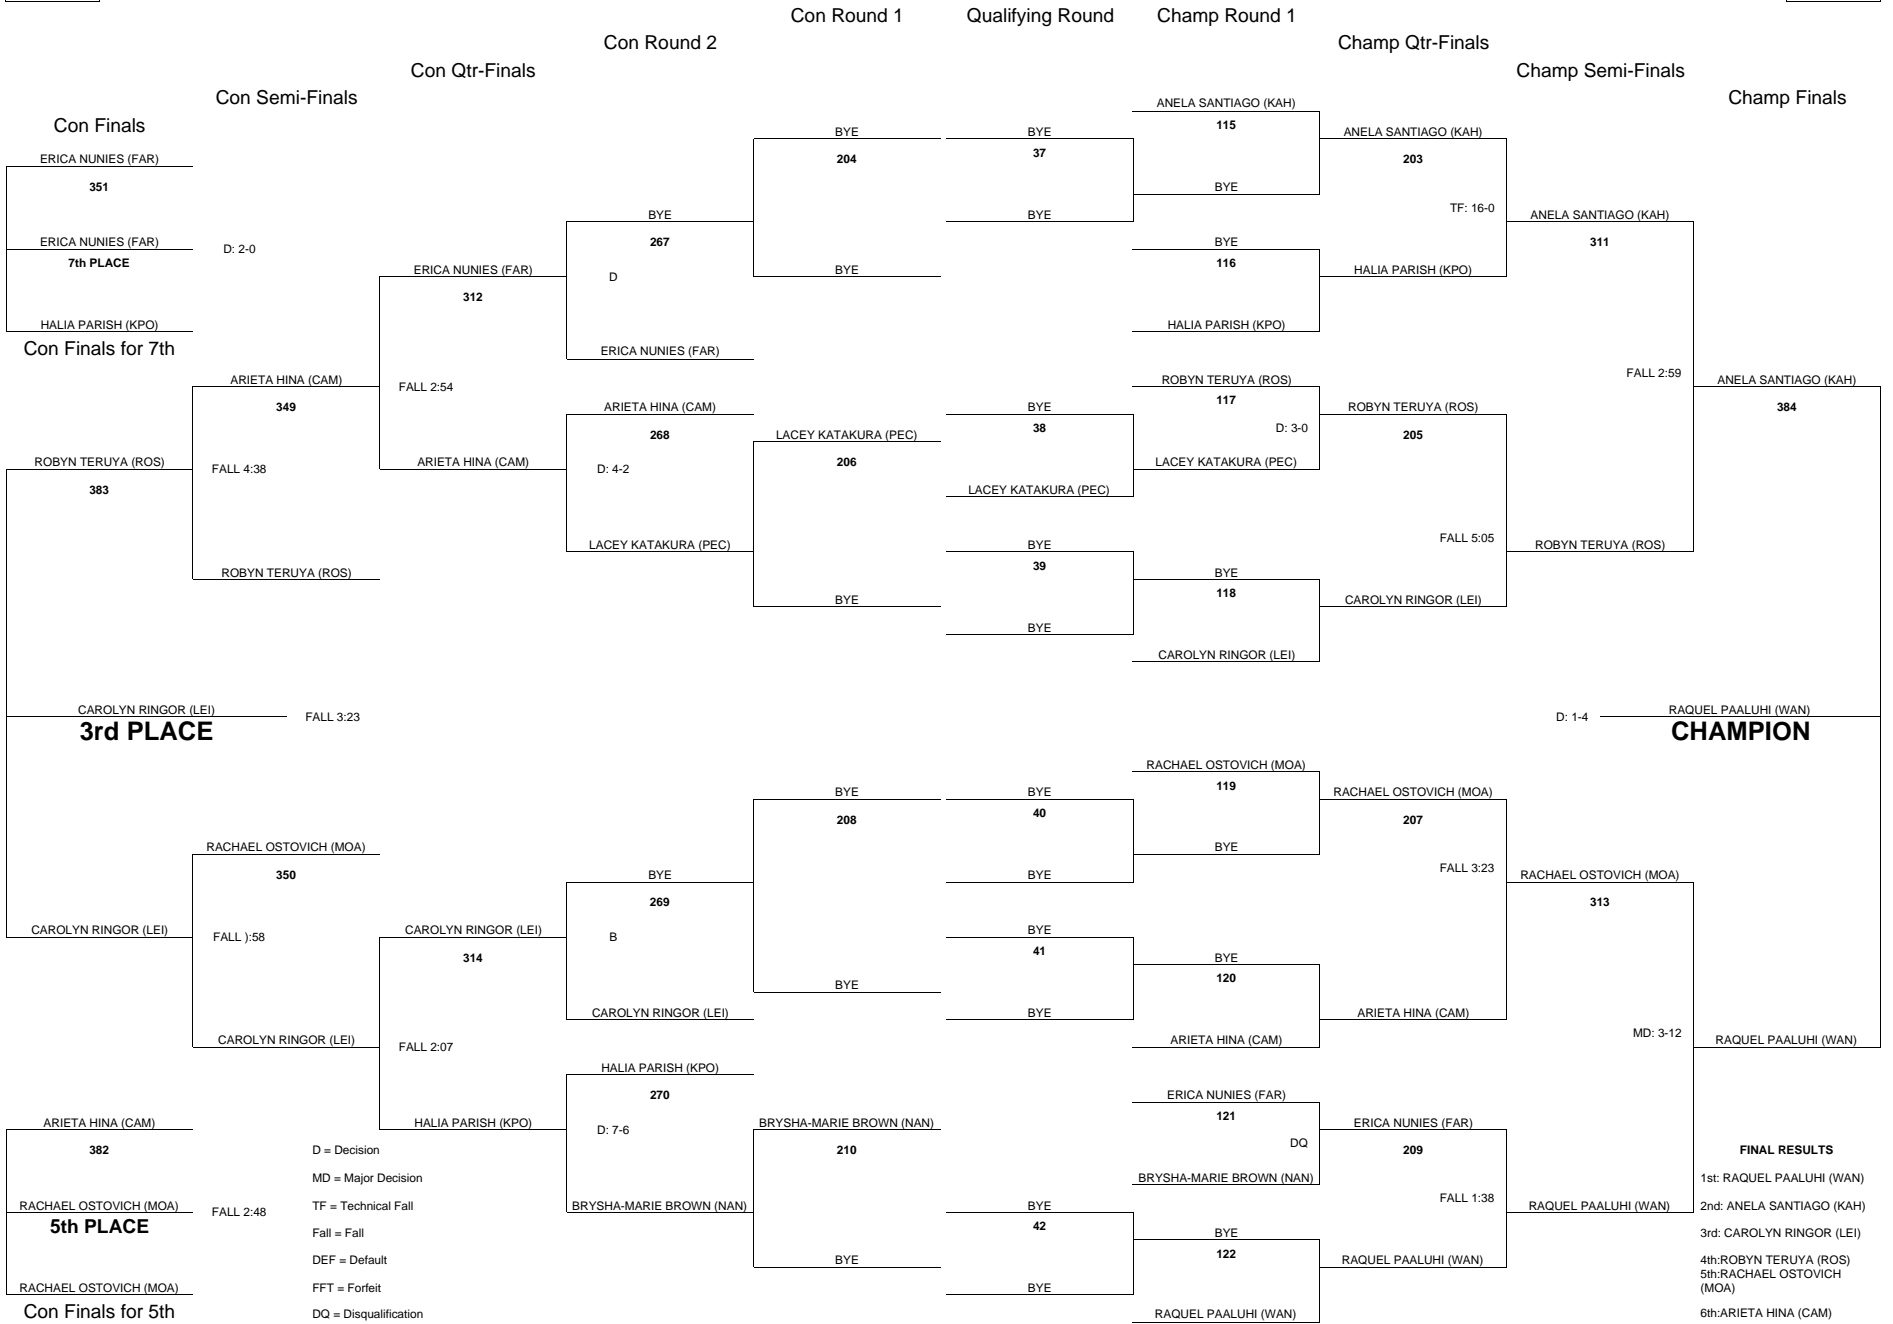 Con Round 1
Qualifying Round
Champ Round 1
Con Round 2
Champ Qtr-Finals
Con Qtr-Finals
Champ Semi-Finals
Con Semi-Finals
Champ Finals
Con Finals
ERICA NUNIES (FAR)
351
ERICA NUNIES (FAR)
7th PLACE
D: 2-0
HALIA PARISH (KPO)
Con Finals for 7th
ROBYN TERUYA (ROS)
383
CAROLYN RINGOR (LEI)
3rd PLACE
FALL 3:23
CAROLYN RINGOR (LEI)
ARIETA HINA (CAM)
382
RACHAEL OSTOVICH (MOA)
5th PLACE
FALL 2:48
RACHAEL OSTOVICH (MOA)
Con Finals for 5th
ARIETA HINA (CAM)
349
FALL 4:38
ROBYN TERUYA (ROS)
RACHAEL OSTOVICH (MOA)
350
FALL ):58
CAROLYN RINGOR (LEI)
D = Decision
MD = Major Decision
TF = Technical Fall
Fall = Fall
DEF = Default
FFT = Forfeit
DQ = Disqualification
ERICA NUNIES (FAR)
312
FALL 2:54
ARIETA HINA (CAM)
CAROLYN RINGOR (LEI)
314
FALL 2:07
HALIA PARISH (KPO)
BYE
267
D
ERICA NUNIES (FAR)
ARIETA HINA (CAM)
268
D: 4-2
LACEY KATAKURA (PEC)
BYE
269
B
CAROLYN RINGOR (LEI)
HALIA PARISH (KPO)
270
D: 7-6
BRYSHA-MARIE BROWN (NAN)
BYE
204
BYE
LACEY KATAKURA (PEC)
206
BYE
BYE
208
BYE
BRYSHA-MARIE BROWN (NAN)
210
BYE
BYE
37
BYE
BYE
38
LACEY KATAKURA (PEC)
BYE
39
BYE
BYE
40
BYE
BYE
41
BYE
BYE
42
BYE
ANELA SANTIAGO (KAH)
115
BYE
BYE
116
HALIA PARISH (KPO)
ROBYN TERUYA (ROS)
117
D: 3-0
LACEY KATAKURA (PEC)
BYE
118
CAROLYN RINGOR (LEI)
RACHAEL OSTOVICH (MOA)
119
BYE
BYE
120
ARIETA HINA (CAM)
ERICA NUNIES (FAR)
121
DQ
BRYSHA-MARIE BROWN (NAN)
BYE
122
RAQUEL PAALUHI (WAN)
ANELA SANTIAGO (KAH)
203
TF: 16-0
HALIA PARISH (KPO)
ROBYN TERUYA (ROS)
205
FALL 5:05
CAROLYN RINGOR (LEI)
RACHAEL OSTOVICH (MOA)
207
FALL 3:23
ARIETA HINA (CAM)
ERICA NUNIES (FAR)
209
FALL 1:38
RAQUEL PAALUHI (WAN)
ANELA SANTIAGO (KAH)
311
FALL 2:59
ROBYN TERUYA (ROS)
RACHAEL OSTOVICH (MOA)
313
MD: 3-12
RAQUEL PAALUHI (WAN)
ANELA SANTIAGO (KAH)
384
D: 1-4
RAQUEL PAALUHI (WAN)
CHAMPION
RAQUEL PAALUHI (WAN)
FINAL RESULTS
1st: RAQUEL PAALUHI (WAN)
2nd: ANELA SANTIAGO (KAH)
3rd: CAROLYN RINGOR (LEI)
4th:ROBYN TERUYA (ROS)
5th:RACHAEL OSTOVICH
(MOA)
6th:ARIETA HINA (CAM)